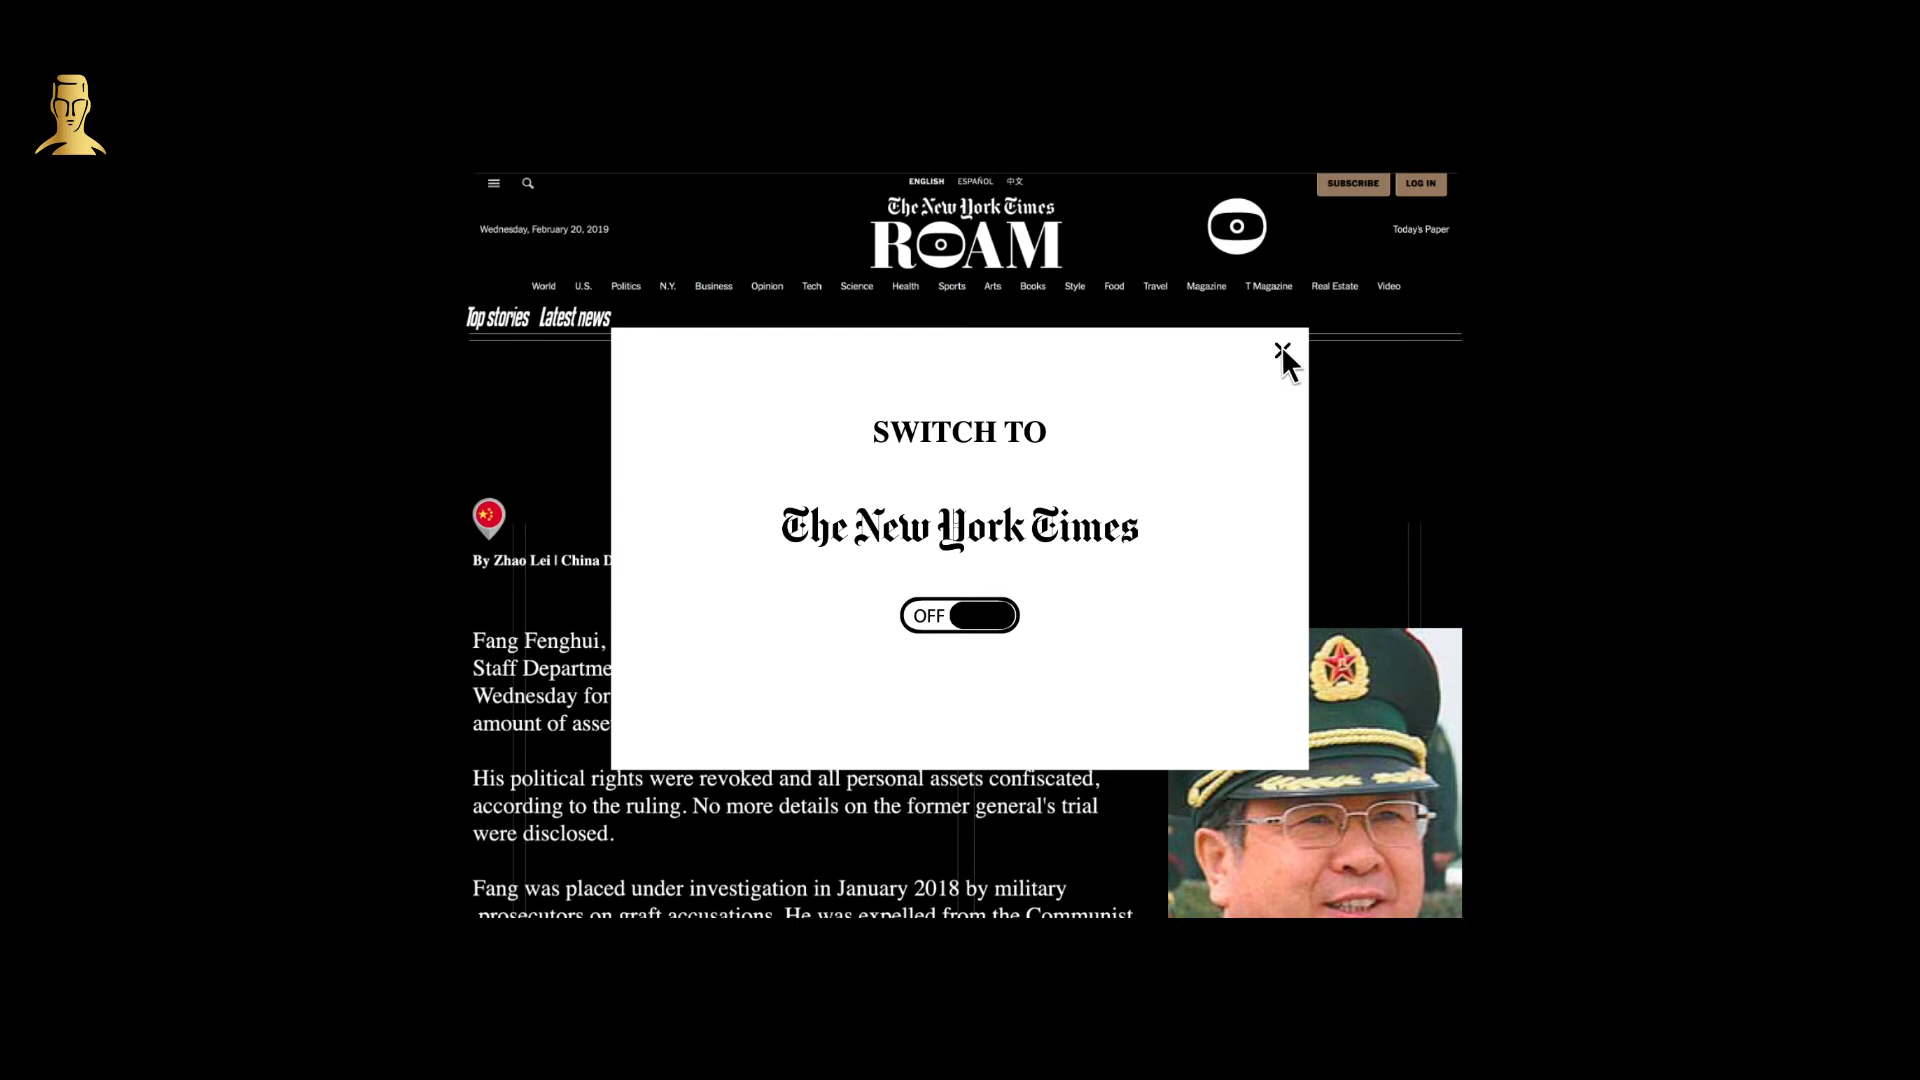 ENGLISH ESPAÑOL 中文
SUBSCRIBE LOG IN
The New York Times
Wednesday, February 20, 2019
ROAM
Today's Paper
World U.S. Politics N.Y. Business Opinion Tech Science Health Sports Arts Books Style Food Travel Magazine T Magazine Real Estate Video
Top stories Latest news
SWITCH TO
The New York Times
OFF
By Zhao Lei | China D
Fang Fenghui,
Staff Departme
Wednesday for
amount of asse
His political rights were revoked and all personal assets confiscated,
according to the ruling. No more details on the former general's trial
were disclosed.
Fang was placed under investigation in January 2018 by military
prosecutors on graft accusations. He was expelled from the Communist